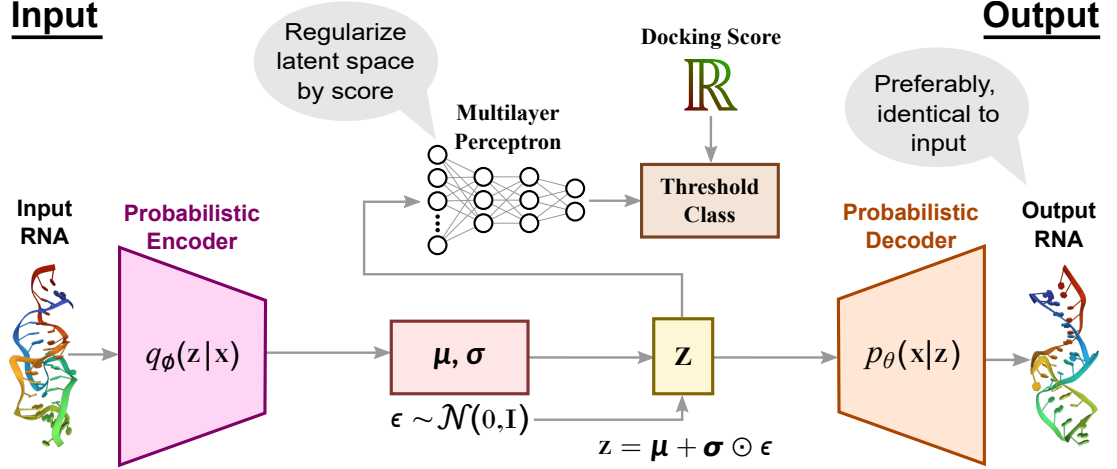 Input
Output
Regularize
latent space
by score
Docking Score
ℝ
Preferably,
identical to
input
Multilayer
Perceptron
Threshold
Class
Input
RNA
Probabilistic
Encoder
Probabilistic
Decoder
Output
RNA
qϕ(z|x)
μ, σ
z
pθ(x|z)
ϵ ∼ 𝒩(0,I)
z = μ + σ ⊙ ϵ